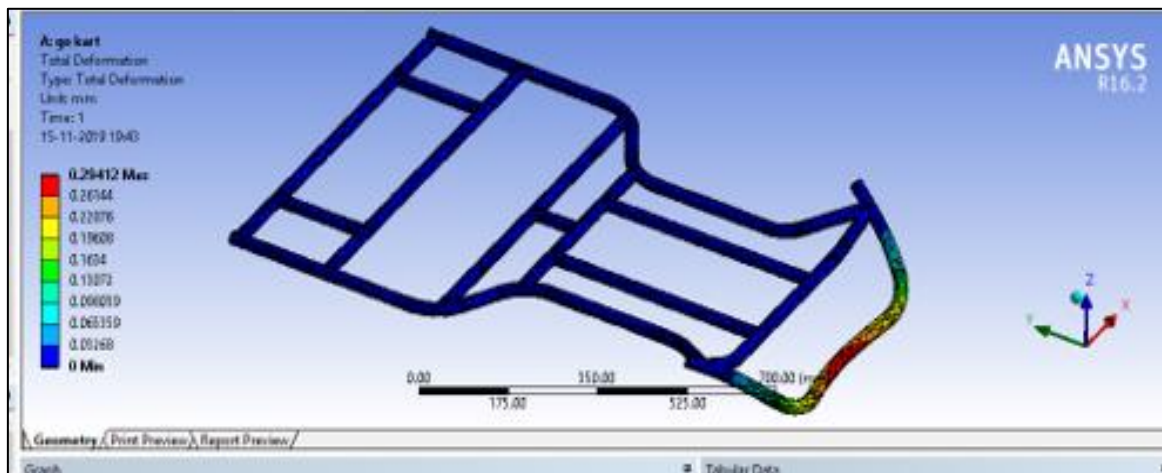 A: go kart
Total Deformation
Type: Total Deformation
Unit: mm
Time: 1
15-11-2019 19:43
ANSYS
R16.2
0.29412 Max
0.26144
0.22876
0.19608
0.1634
0.13072
0.098039
0.065359
0.03268
0 Min
Z
X
Y
0.00
350.00
700.00
175.00
525.00
Geometry
Print Preview
Report Preview
Graph
Tabular Data